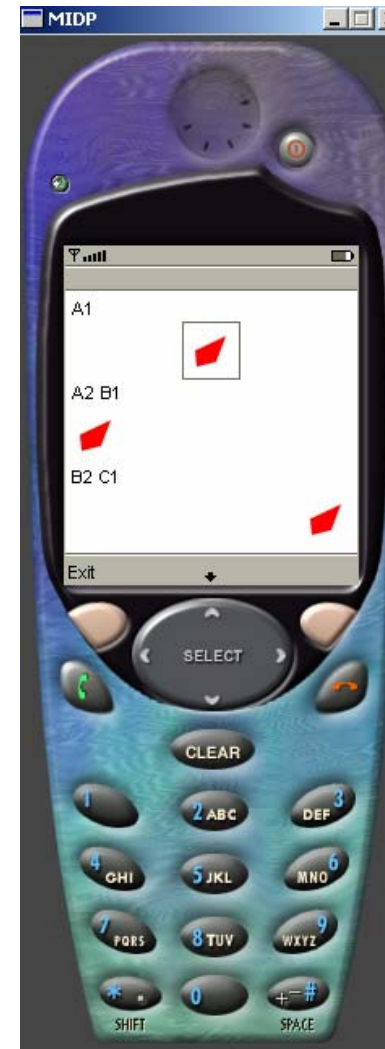 MIDP
A1
A2 B1
B2 C1
Exit
SELECT
CLEAR
1
2 ABC
DEF 3
4 GHI
5 JKL
MNO 6
7 PQRS
8 TUV
WXYZ 9
* .
0
+-#
SHIFT
SPACE